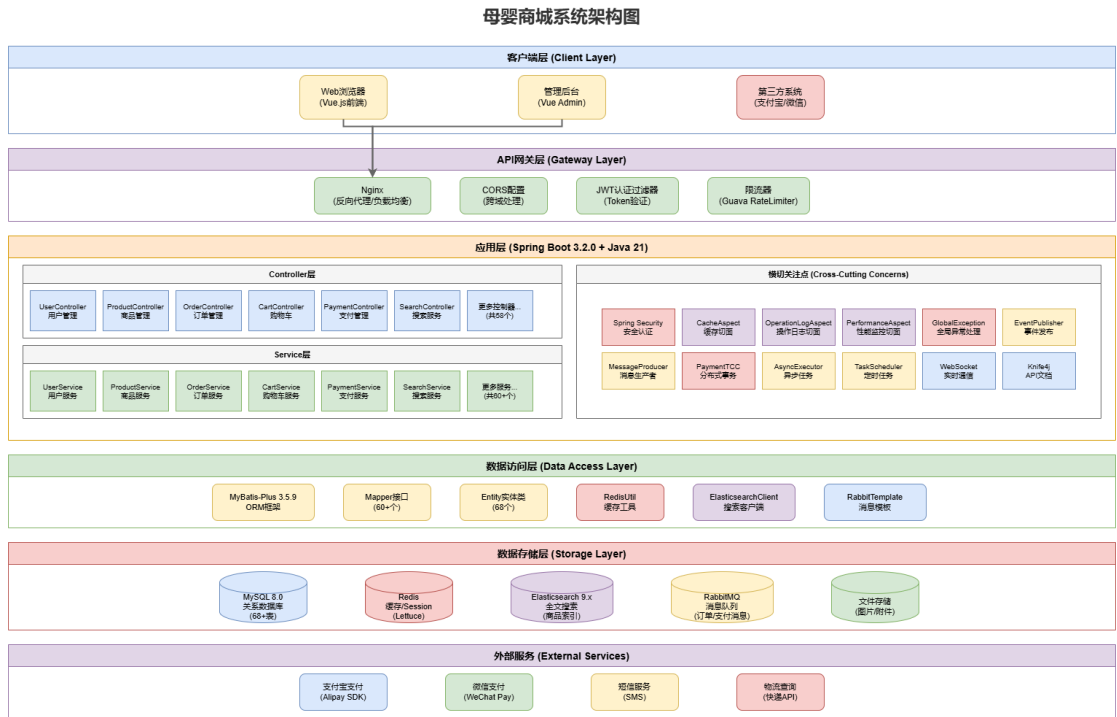 母婴商城系统架构图
客户端层 (Client Layer)
Web浏览器
(Vue.js前端)
管理后台
(Vue Admin)
第三方系统
(支付宝/微信)
API网关层 (Gateway Layer)
Nginx
(反向代理/负载均衡)
CORS配置
(跨域处理)
JWT认证过滤器
(Token验证)
限流器
(Guava RateLimiter)
应用层 (Spring Boot 3.2.0 + Java 21)
Controller层
UserController
用户管理
ProductController
商品管理
OrderController
订单管理
CartController
购物车
PaymentController
支付管理
SearchController
搜索服务
更多控制器...
(共58个)
Service层
UserService
用户服务
ProductService
商品服务
OrderService
订单服务
CartService
购物车服务
PaymentService
支付服务
SearchService
搜索服务
更多服务...
(共60+个)
横切关注点 (Cross-Cutting Concerns)
Spring Security
安全认证
CacheAspect
缓存切面
OperationLogAspect
操作日志切面
PerformanceAspect
性能监控切面
GlobalException
全局异常处理
EventPublisher
事件发布
MessageProducer
消息生产者
PaymentTCC
分布式事务
AsyncExecutor
异步任务
TaskScheduler
定时任务
WebSocket
实时通信
Knife4j
API文档
数据访问层 (Data Access Layer)
MyBatis-Plus 3.5.9
ORM框架
Mapper接口
(60+个)
Entity实体类
(68个)
RedisUtil
缓存工具
ElasticsearchClient
搜索客户端
RabbitTemplate
消息模板
数据存储层 (Storage Layer)
MySQL 8.0
关系数据库
(68+表)
Redis
缓存/Session
(Lettuce)
Elasticsearch 9.x
全文搜索
(商品索引)
RabbitMQ
消息队列
(订单/支付消息)
文件存储
(图片/附件)
外部服务 (External Services)
支付宝支付
(Alipay SDK)
微信支付
(WeChat Pay)
短信服务
(SMS)
物流查询
(快递API)